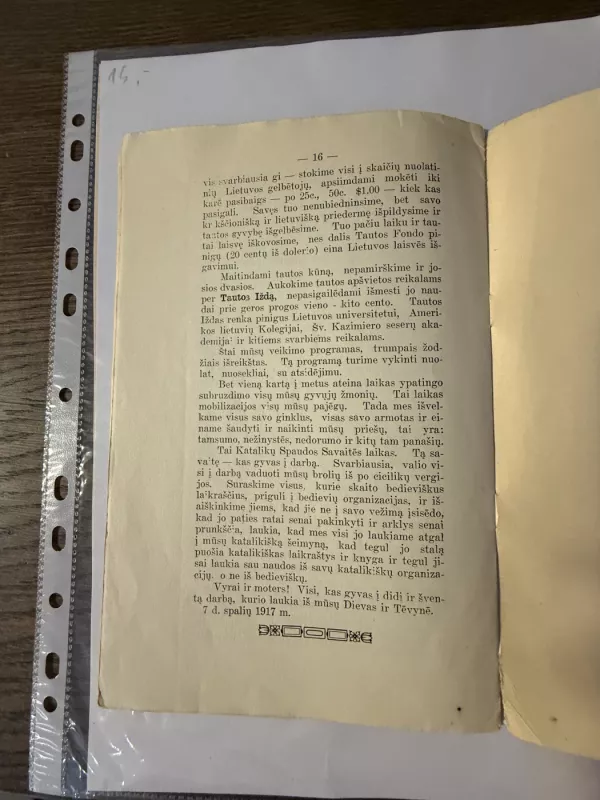 15,-
— 16 —
vis svarbiausia gi — stokime visi į skaičių nuolati-
nių Lietuvos gelbėtojų, apsiimdami mokėti iki
karė pasibaigs — po 25c., 50c. $1.00 — kiek kas
pasigali. Savęs tuo nenubiedninsime, bet savo
kr kščionišką ir lietuvišką priedermę išpildysime ir
tautos gyvybę išgelbėsime. Tuo pačiu laiku ir tau-
tai laisvę iškovosime, nes dalis Tautos Fondo pi-
nigų (20 centų iš dolerio) eina Lietuvos laisvės iš-
gavimui.
Maitindami tautos kūną, nepamirškime ir jo-
sios dvasios. Aukokime tautos apšvietos reikalams
per Tautos Iždą, nepasigailėdami išmesti jo nau-
dai prie geros progos vieno - kito cento. Tautos
Iždas renka pinigus Lietuvos universitetui, Ameri-
kos lietuvių Kolegijai, Šv. Kazimiero seserų aka-
demijai ir kitiems svarbiems reikalams.
Štai mūsų veikimo programas, trumpais žod-
žiais išreikštas. Tą programą turime vykinti nuo-
lat, nuosekliai, su atsidėjimu.
Bet vieną kartą į metus ateina laikas ypatingo
subruzdimo visų mūsų gyvųjų žmonių. Tai laikas
mobilizacijos visų mūsų pajėgų. Tada mes išvel-
kame visus savo ginklus, visas savo armotas ir ei-
name šaudyti ir naikinti mūsų priešų, tai yra:
tamsumo, nežinystės, nedorumo ir kitų tam panašių.
Tai Katalikų Spaudos Savaitės laikas. Tą sa-
vaitę — kas gyvas į darbą. Svarbiausia, valio vi-
si į darbą vaduoti mūsų brolių iš po cicilikų vergi-
jos. Suraskime visus, kurie skaito bedieviškus
laikraščius, priguli į bedievių organizacijas, ir iš-
aiškinkime jiems, kad jie ne į savo vežimą įsisėdo,
kad jo paties ratai senai pakinkyti ir arklys senai
prunkščia, laukia, kad mes visi jo laukiame atgal
į mūsų katalikišką šeimyną, kad tegul jo stalą
puošia katalikiškas laikraštys ir knyga ir tegul ji-
sai laukia sau naudos iš savų katalikiškų organiza-
cijų, o ne iš bedieviškų.
Vyrai ir moters! Visi, kas gyvas į didį ir šven-
tą darbą, kurio laukia iš mūsų Dievas ir Tėvynė.
7 d. spalių 1917 m.